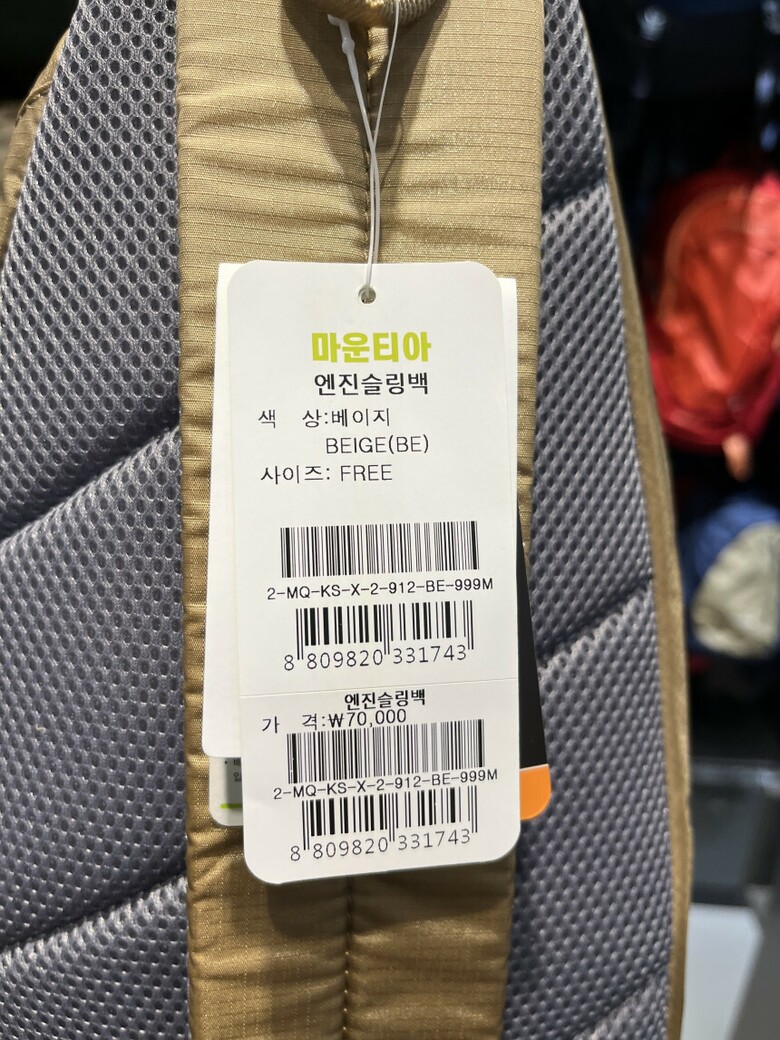 마운티아
엔진슬링백
색 상:베이지
BEIGE(BE)
사이즈: FREE
2-MQ-KS-X-2-912-BE-999M
8 809820 331743
엔진슬링백
가 격:₩70,000
2-MQ-KS-X-2-912-BE-999M
8 809820 331743